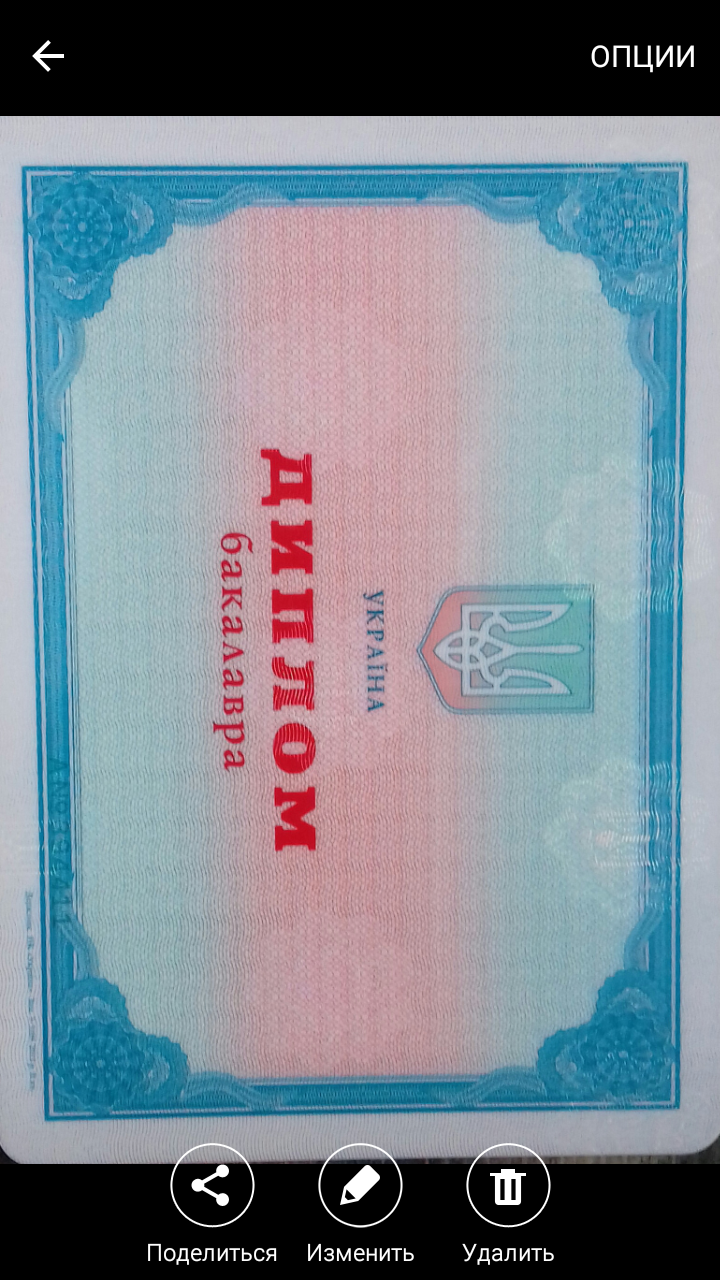 ОПЦИИ
УКРАЇНА
ДИПЛОМ
бакалавра
Поделиться Изменить Удалить